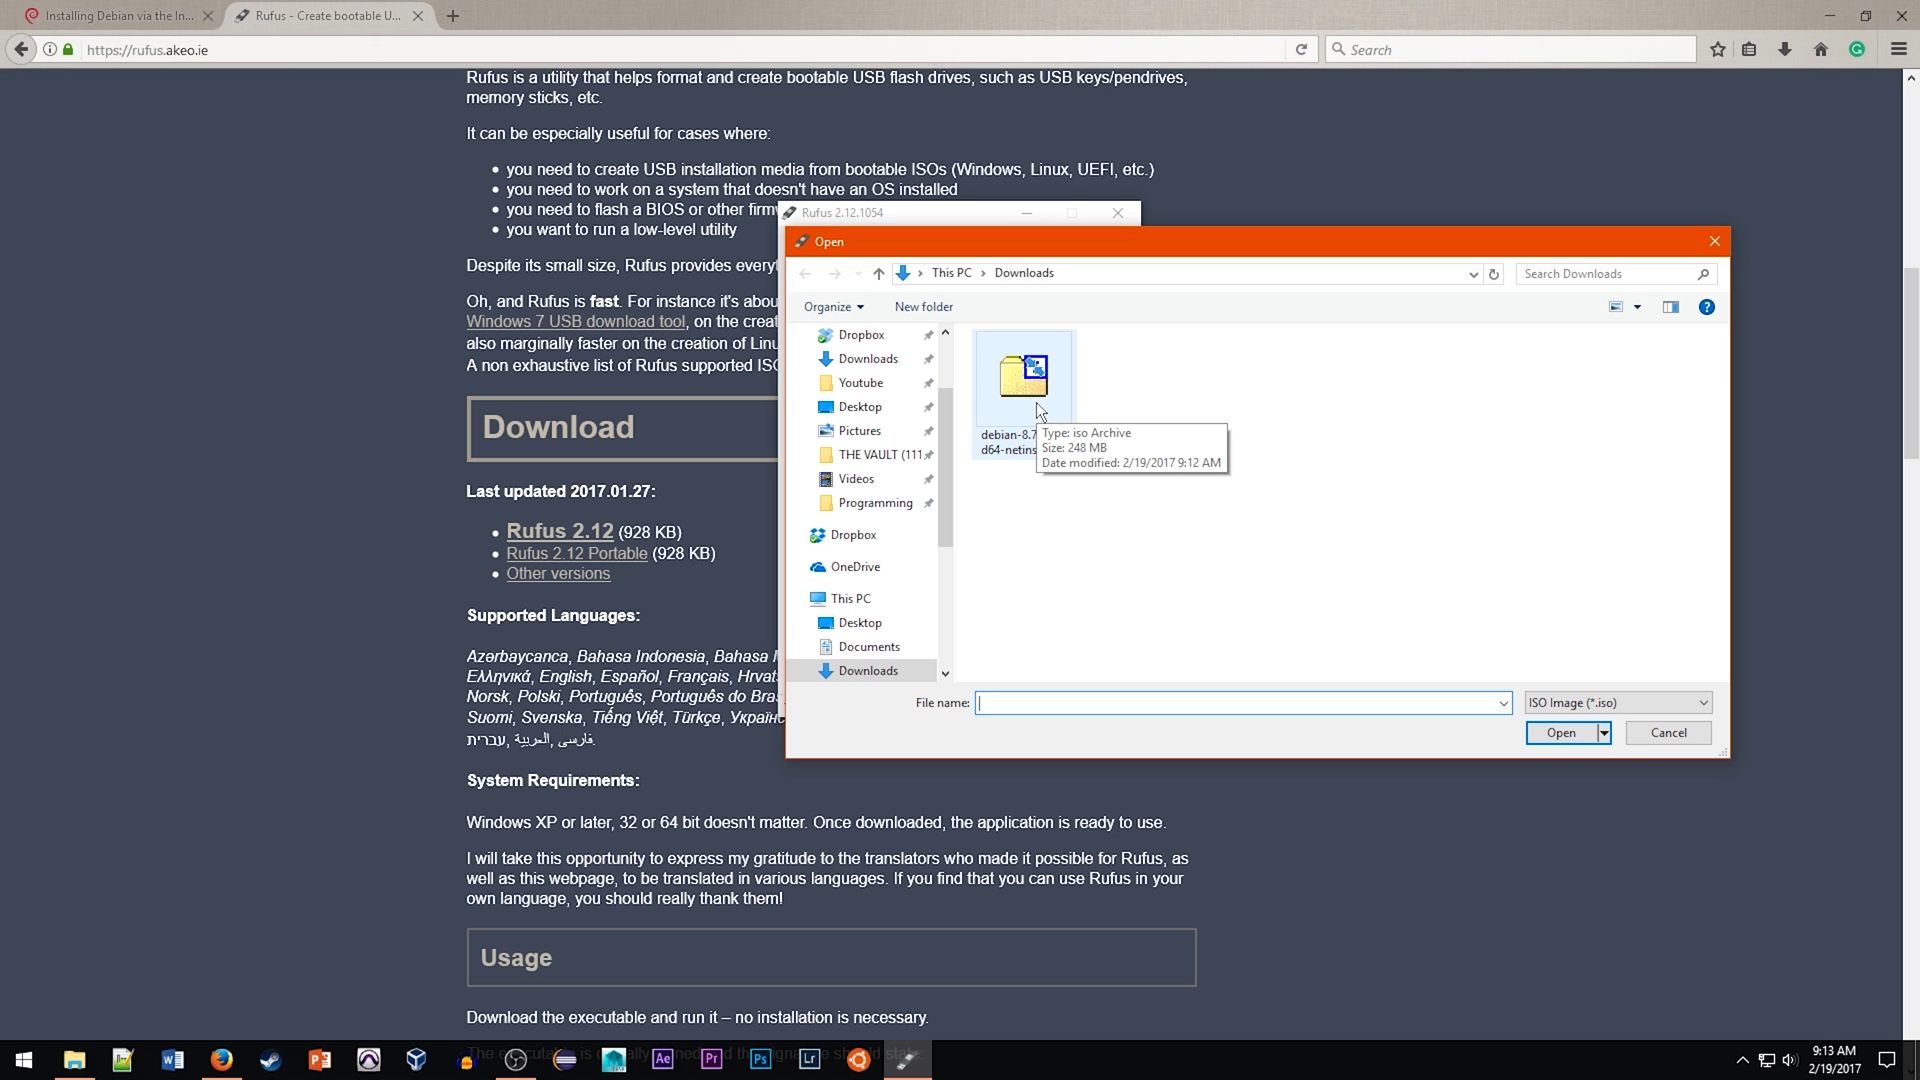 Installing Debian via the In...
Rufus - Create bootable U...
https://rufus.akeo.ie
Search
Rufus is a utility that helps format and create bootable USB flash drives, such as USB keys/pendrives,
memory sticks, etc.
It can be especially useful for cases where:
you need to create USB installation media from bootable ISOs (Windows, Linux, UEFI, etc.)
you need to work on a system that doesn't have an OS installed
you need to flash a BIOS or other
you want to run a low-level utility
Despite its small size, Rufus provides
Oh, and Rufus is fast. For instance it's
Windows 7 USB download tool, on the
also marginally faster on the creation of
A non exhaustive list of Rufus supported
Download
Last updated 2017.01.27:
Rufus 2.12 (928 KB)
Rufus 2.12 Portable (928 KB)
Other versions
Supported Languages:
Azərbaycanca, Bahasa Indonesia, Bahasa
Ελληνικά, English, Español, Français,
Norsk, Polski, Português, Português do
Suomi, Svenska, Tiếng Việt, Türkçe,
فارسی, العربية, עברית.
System Requirements:
Windows XP or later, 32 or 64 bit doesn't matter. Once downloaded, the application is ready to use.
I will take this opportunity to express my gratitude to the translators who made it possible for Rufus, as
well as this webpage, to be translated in various languages. If you find that you can use Rufus in your
own language, you should really thank them!
Usage
Download the executable and run it – no installation is necessary.
Rufus 2.12.1054
Open
This PC > Downloads
Search Downloads
Organize
New folder
Dropbox
Downloads
Youtube
Desktop
Pictures
THE VAULT (111
Videos
Programming
Dropbox
OneDrive
This PC
Desktop
Documents
Downloads
debian-8.7
d64-netins
Type: iso Archive
Size: 248 MB
Date modified: 2/19/2017 9:12 AM
File name:
ISO Image (*.iso)
Open
Cancel
Ae
Pr
Ps
Lr
9:13 AM
2/19/2017